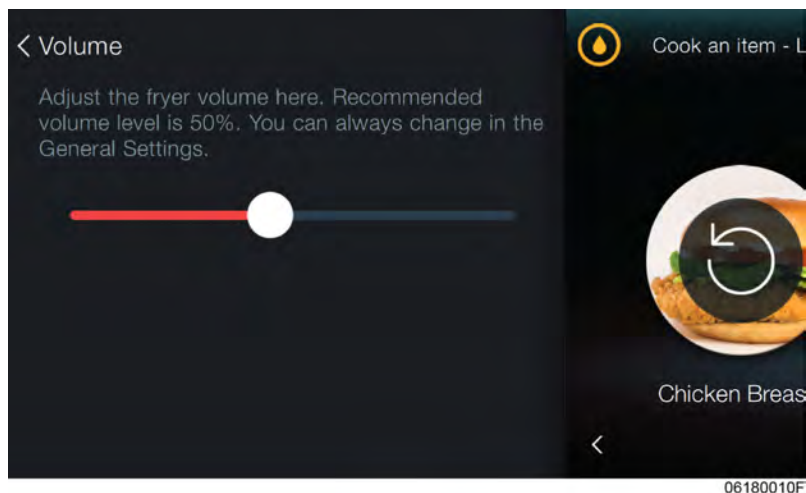 Volume
Adjust the fryer volume here. Recommended
volume level is 50%. You can always change in the
General Settings.
Cook an item - L
Chicken Breas
06180010F